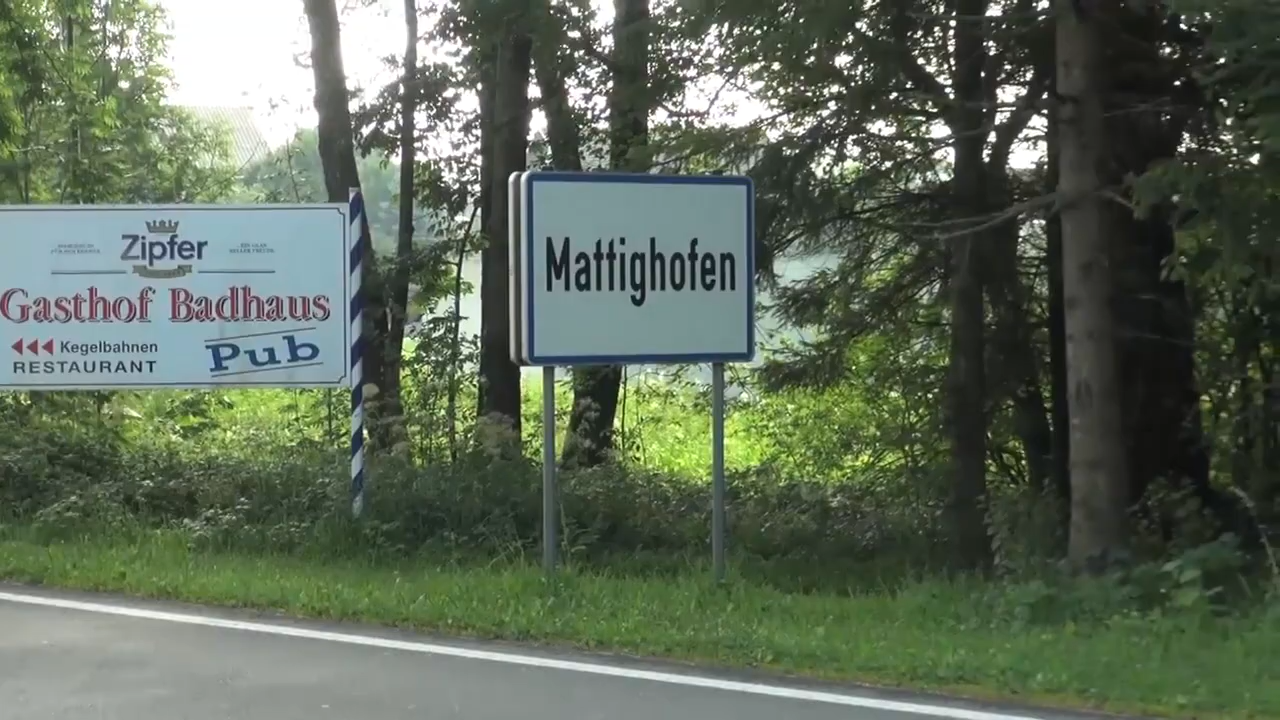 Zipfer
Gasthof Badhaus
Kegelbahnen
RESTAURANT
Pub
Mattighofen